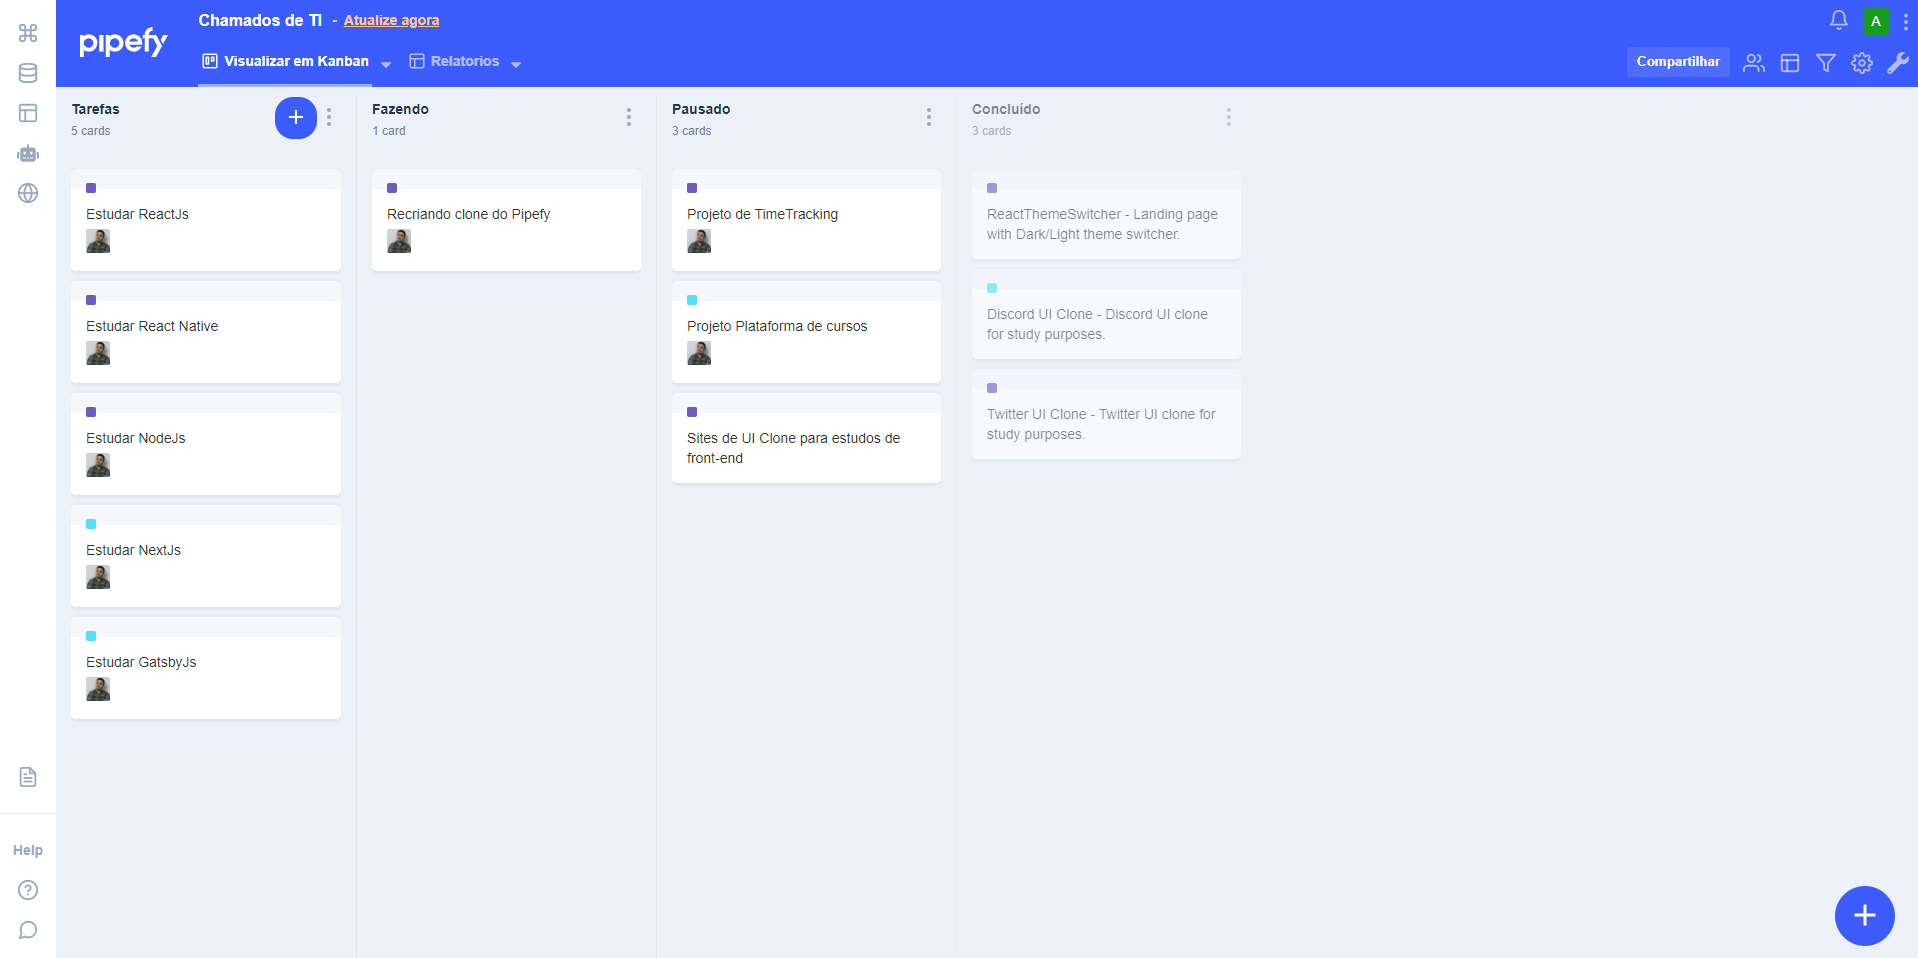 pipefy
Chamados de TI - Atualize agora
Visualizar em Kanban
Relatorios
A
Compartilhar
Tarefas
5 cards
Estudar ReactJs
Estudar React Native
Estudar NodeJs
Estudar NextJs
Estudar GatsbyJs
Fazendo
1 card
Recriando clone do Pipefy
Pausado
3 cards
Projeto de TimeTracking
Projeto Plataforma de cursos
Sites de UI Clone para estudos de
front-end
Concluído
3 cards
ReactThemeSwitcher - Landing page
with Dark/Light theme switcher.
Discord UI Clone - Discord UI clone
for study purposes.
Twitter UI Clone - Twitter UI clone for
study purposes.
Help